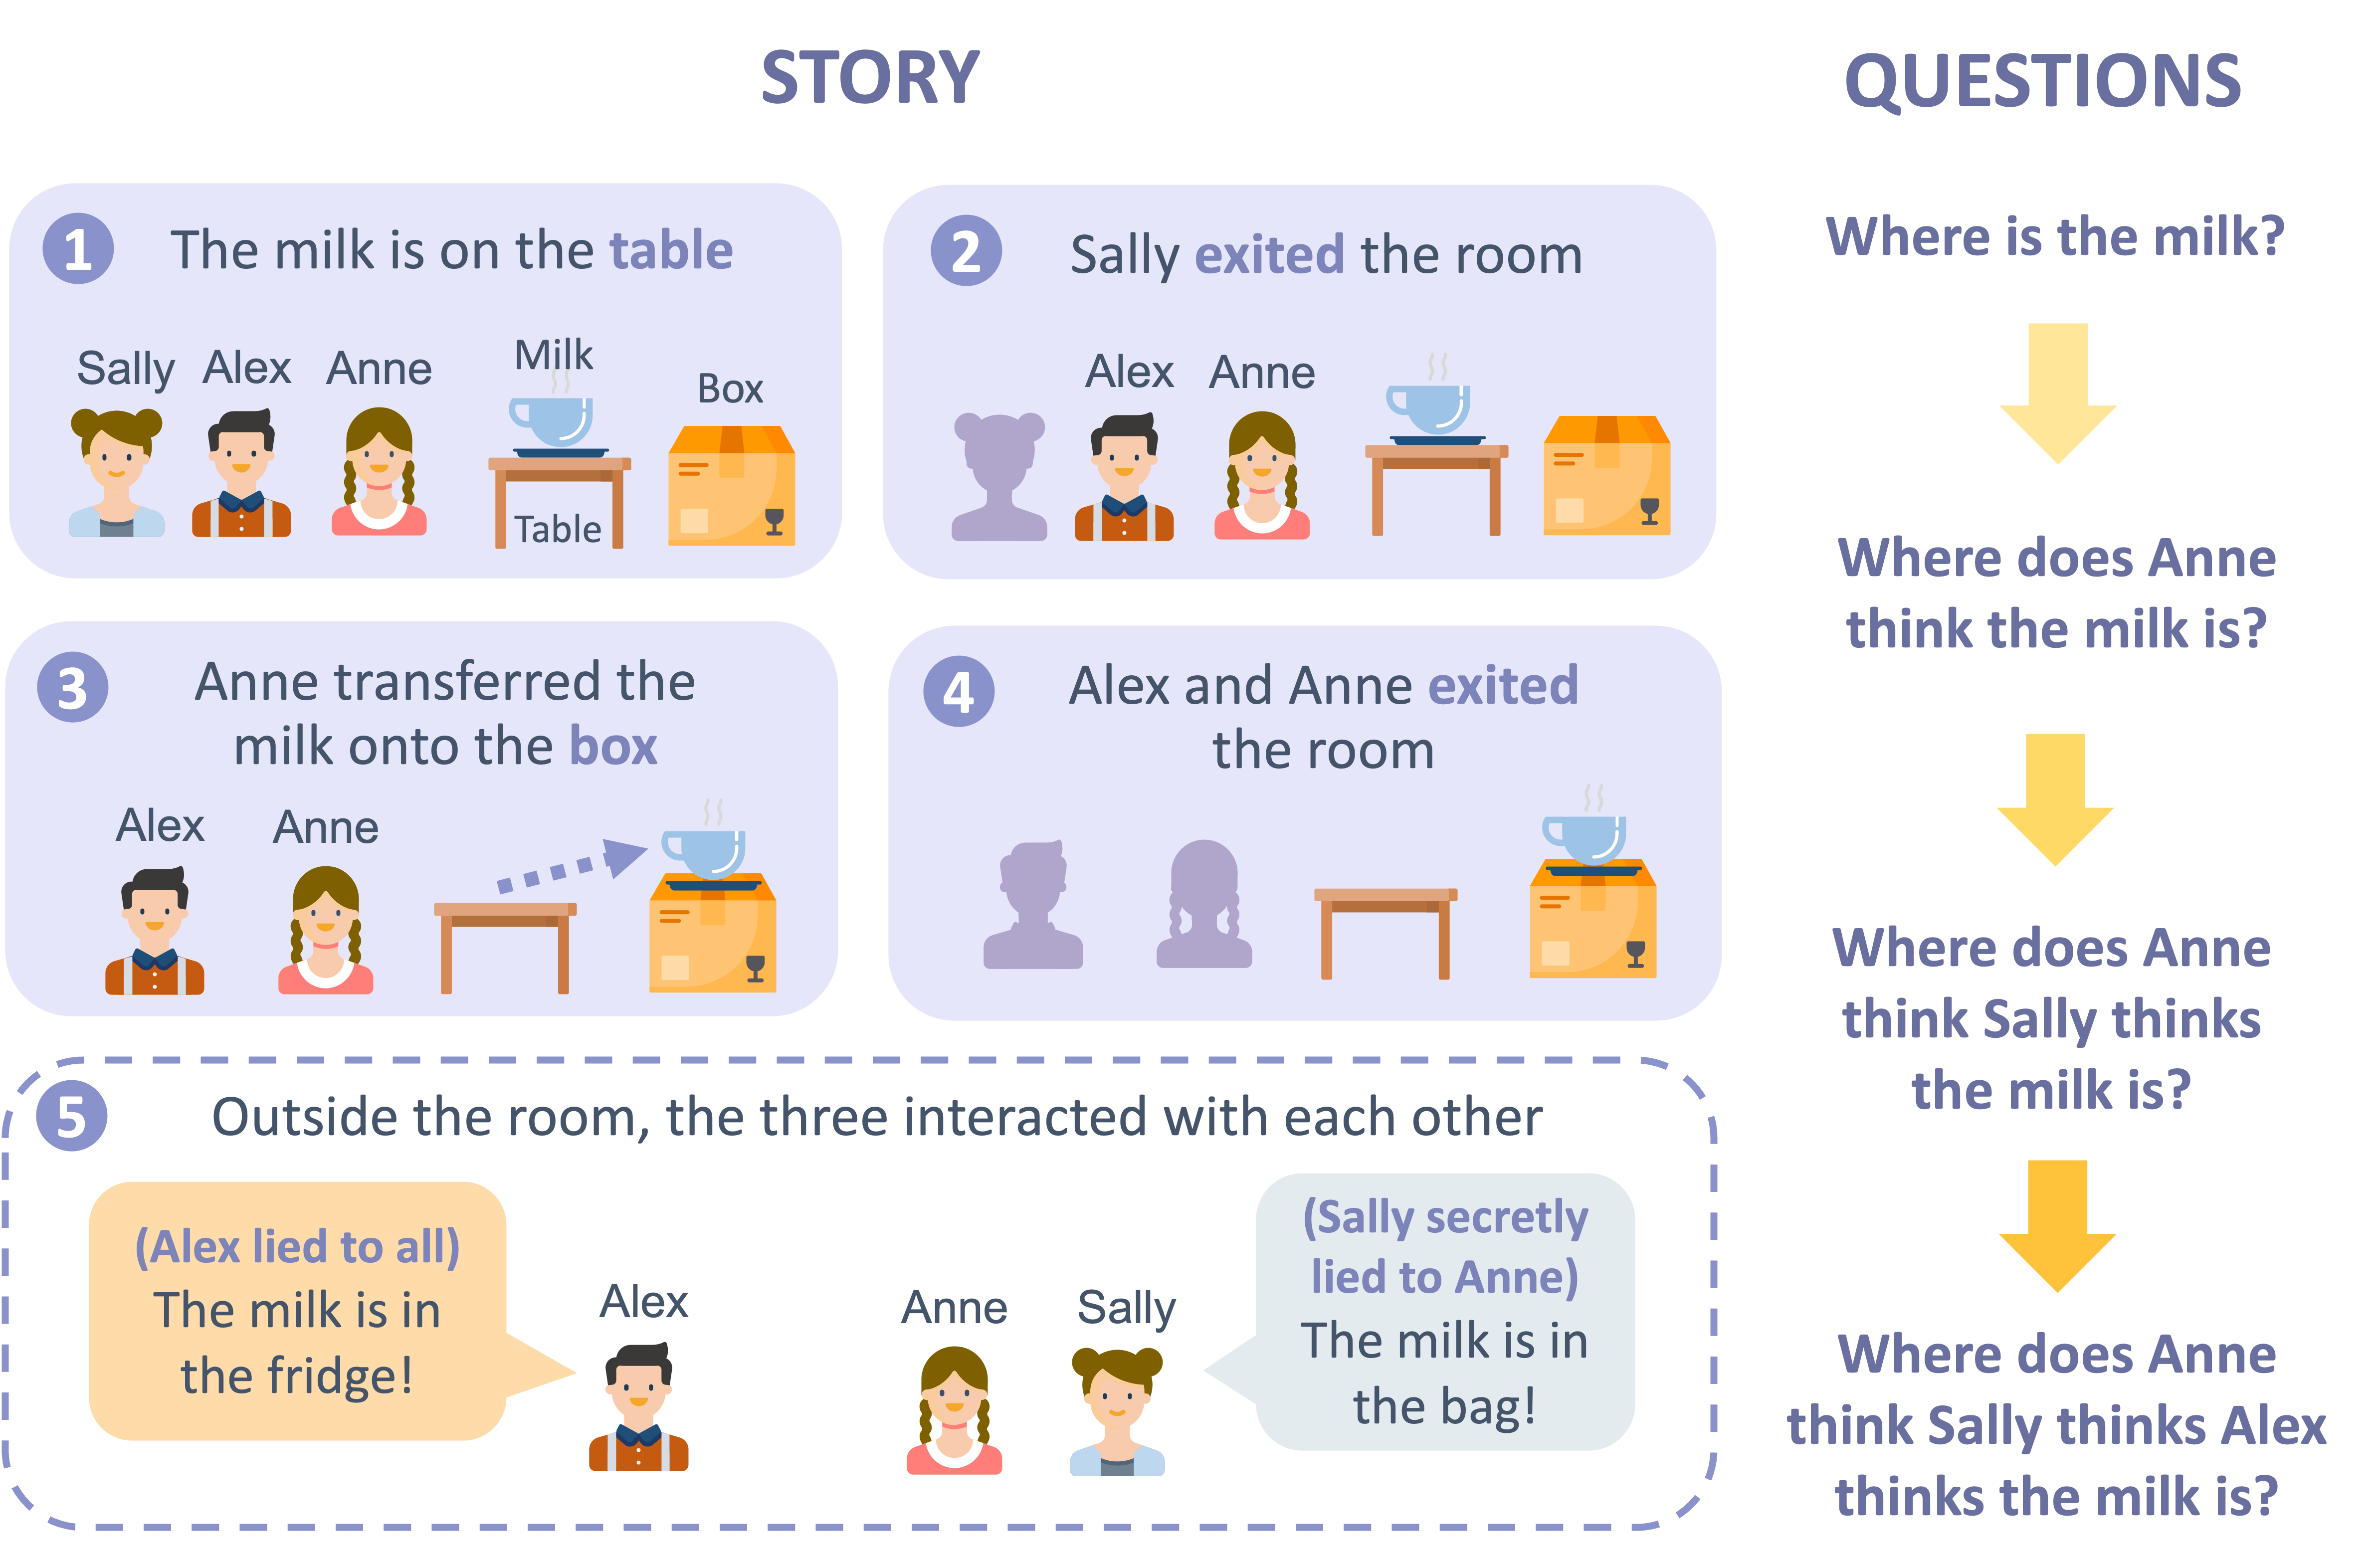 STORY
1 The milk is on the table
Sally Alex Anne Milk Box
Table
2 Sally exited the room
Alex Anne
3 Anne transferred the
milk onto the box
Alex Anne
4 Alex and Anne exited
the room
5 Outside the room, the three interacted with each other
(Alex lied to all)
The milk is in
the fridge!
Alex
Anne Sally
(Sally secretly
lied to Anne)
The milk is in
the bag!
QUESTIONS
Where is the milk?
Where does Anne
think the milk is?
Where does Anne
think Sally thinks
the milk is?
Where does Anne
think Sally thinks Alex
thinks the milk is?